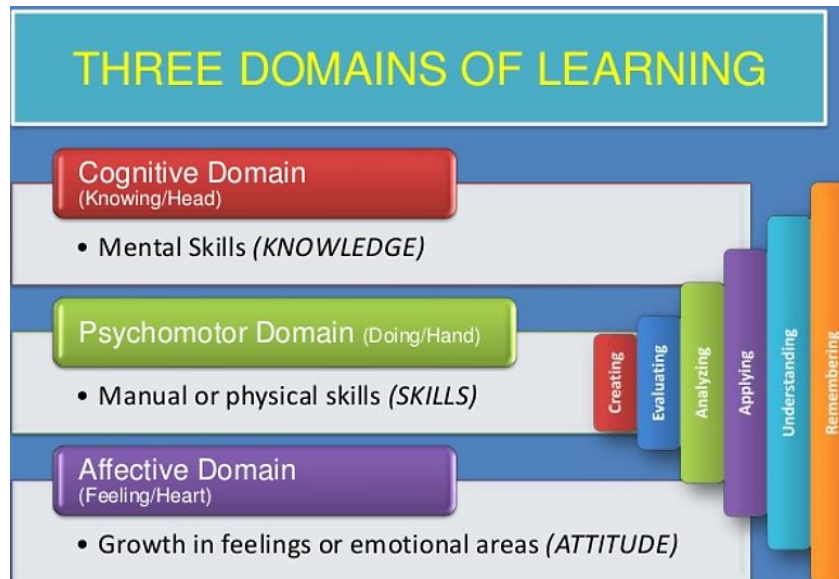 THREE DOMAINS OF LEARNING
Cognitive Domain
(Knowing/Head)
• Mental Skills (KNOWLEDGE)
Psychomotor Domain (Doing/Hand)
• Manual or physical skills (SKILLS)
Affective Domain
(Feeling/Heart)
• Growth in feelings or emotional areas (ATTITUDE)
Creating
Evaluating
Analyzing
Applying
Understanding
Remembering